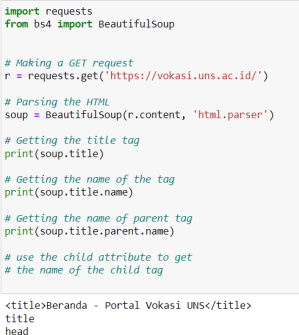 import requests
from bs4 import BeautifulSoup
# Making a GET request
r = requests.get('https://vokasi.uns.ac.id/')
# Parsing the HTML
soup = BeautifulSoup(r.content, 'html.parser')
# Getting the title tag
print(soup.title)
# Getting the name of the tag
print(soup.title.name)
# Getting the name of parent tag
print(soup.title.parent.name)
# use the child attribute to get
# the name of the child tag
<title>Beranda - Portal Vokasi UNS</title>
title
head